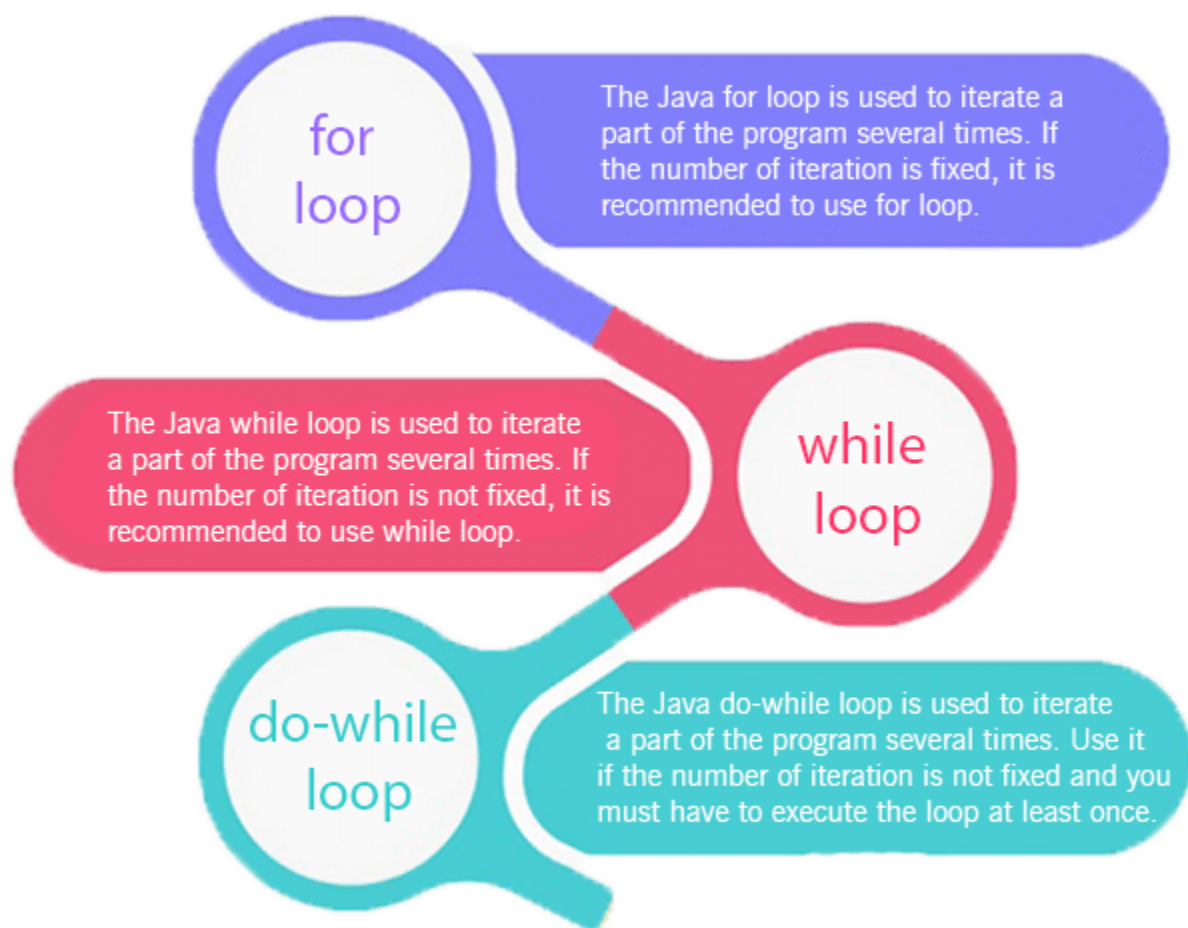 for
loop
The Java for loop is used to iterate a
part of the program several times. If
the number of iteration is fixed, it is
recommended to use for loop.
The Java while loop is used to iterate
a part of the program several times. If
the number of iteration is not fixed, it is
recommended to use while loop.
while
loop
do-while
loop
The Java do-while loop is used to iterate
a part of the program several times. Use it
if the number of iteration is not fixed and you
must have to execute the loop at least once.